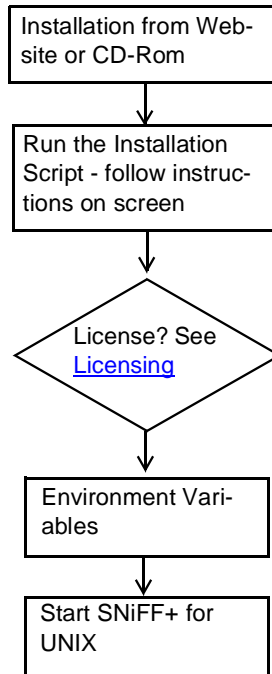 Installation from Web-
site or CD-Rom
Run the Installation
Script - follow instruc-
tions on screen
License? See
Licensing
Environment Vari-
ables
Start SNiFF+ for
UNIX